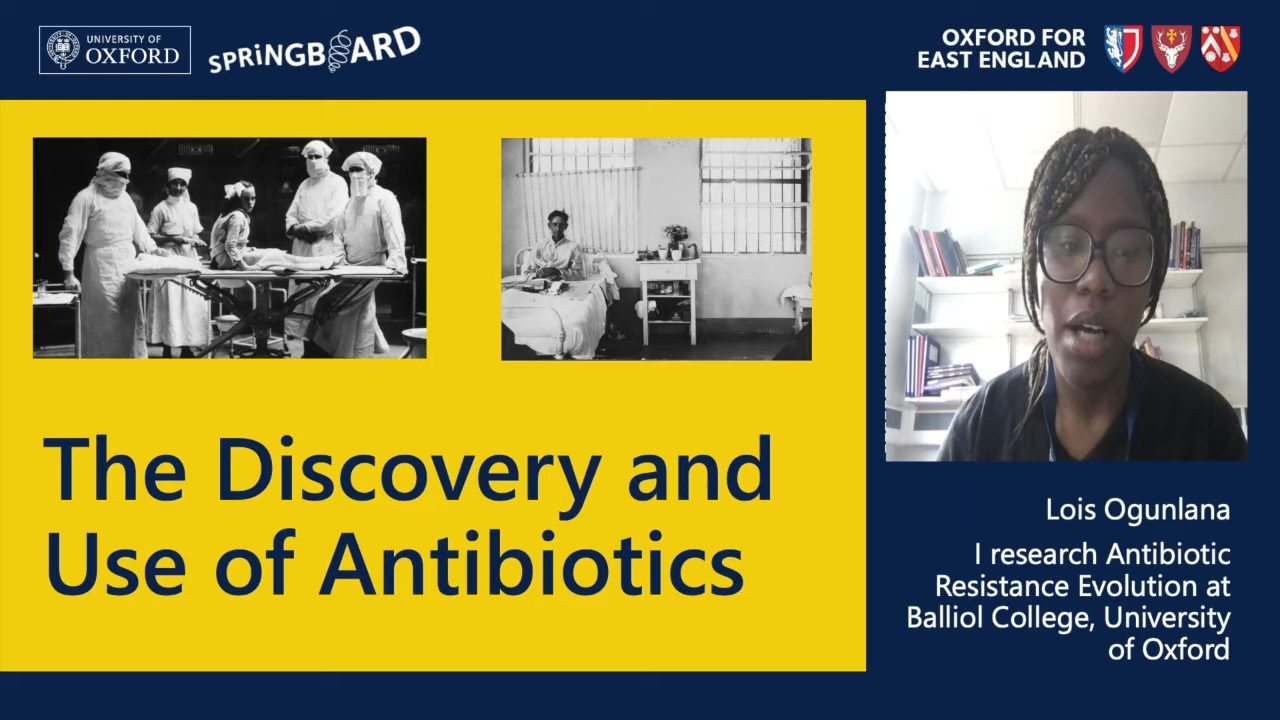 UNIVERSITY OF
OXFORD
SPRiNGBOARD
OXFORD FOR
EAST ENGLAND
The Discovery and
Use of Antibiotics
Lois Ogunlana
I research Antibiotic
Resistance Evolution at
Balliol College, University
of Oxford